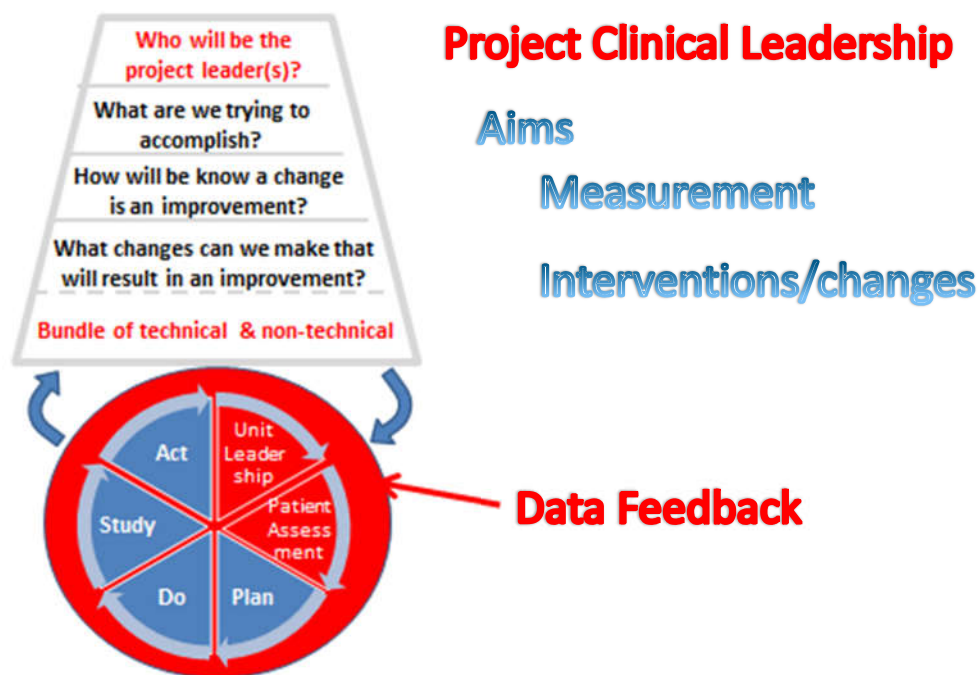 Who will be the
project leader(s)?
What are we trying to
accomplish?
How will be know a change
is an improvement?
What changes can we make that
will result in an improvement?
Bundle of technical & non-technical
Project Clinical Leadership
Aims
Measurement
Interventions/changes
Act
Unit
Leader
ship
Study
Patient
Assess
ment
Do
Plan
Data Feedback